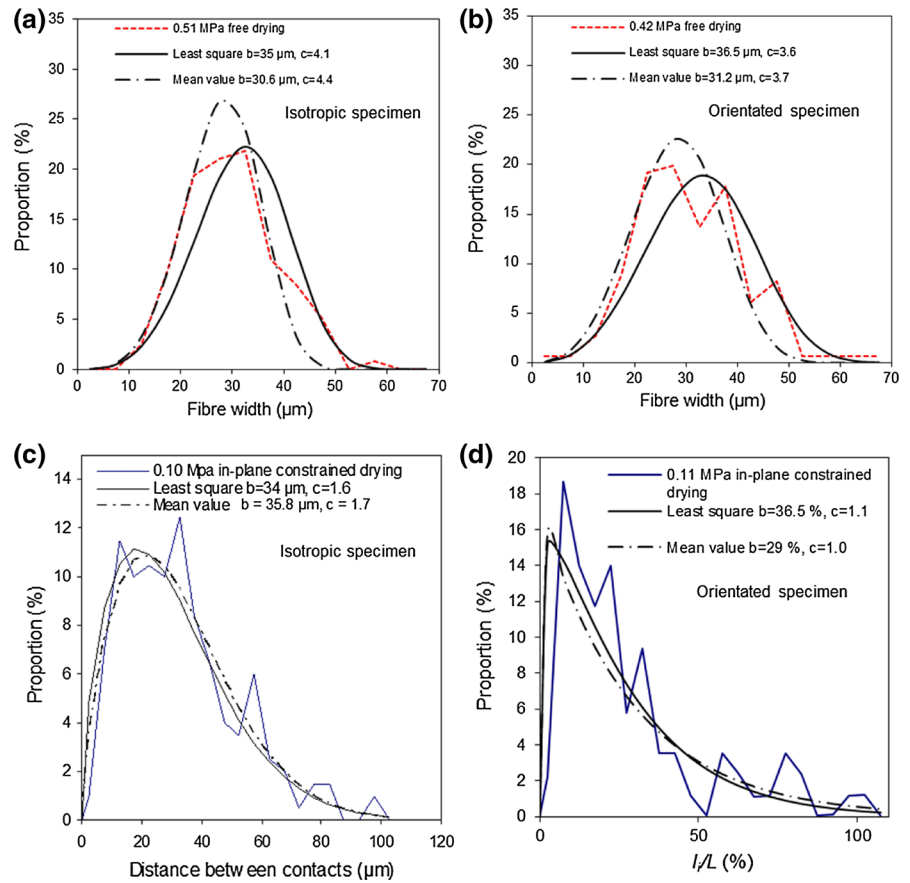 (a)
35
30
25
20
15
10
5
0
0 10 20 30 40 50 60 70
Proportion (%)
Fibre width (µm)
0.51 MPa free drying
Least square b=35 µm, c=4.1
Mean value b=30.6 µm, c=4.4
Isotropic specimen
(b)
35
30
25
20
15
10
5
0
0 10 20 30 40 50 60 70
Proportion (%)
Fibre width (µm)
0.42 MPa free drying
Least square b=36.5 µm, c=3.6
Mean value b=31.2 µm, c=3.7
Orientated specimen
(c)
14
12
10
8
6
4
2
0
0 20 40 60 80 100 120
Proportion (%)
Distance between contacts (µm)
0.10 Mpa in-plane constrained drying
Least square b=34 µm, c=1.6
Mean value b = 35.8 µm, c = 1.7
Isotropic specimen
(d)
20
18
16
14
12
10
8
6
4
2
0
0 50 100
Proportion (%)
lᵢ/L (%)
0.11 MPa in-plane constrained
drying
Least square b=36.5 %, c=1.1
Mean value b=29 %, c=1.0
Orientated specimen